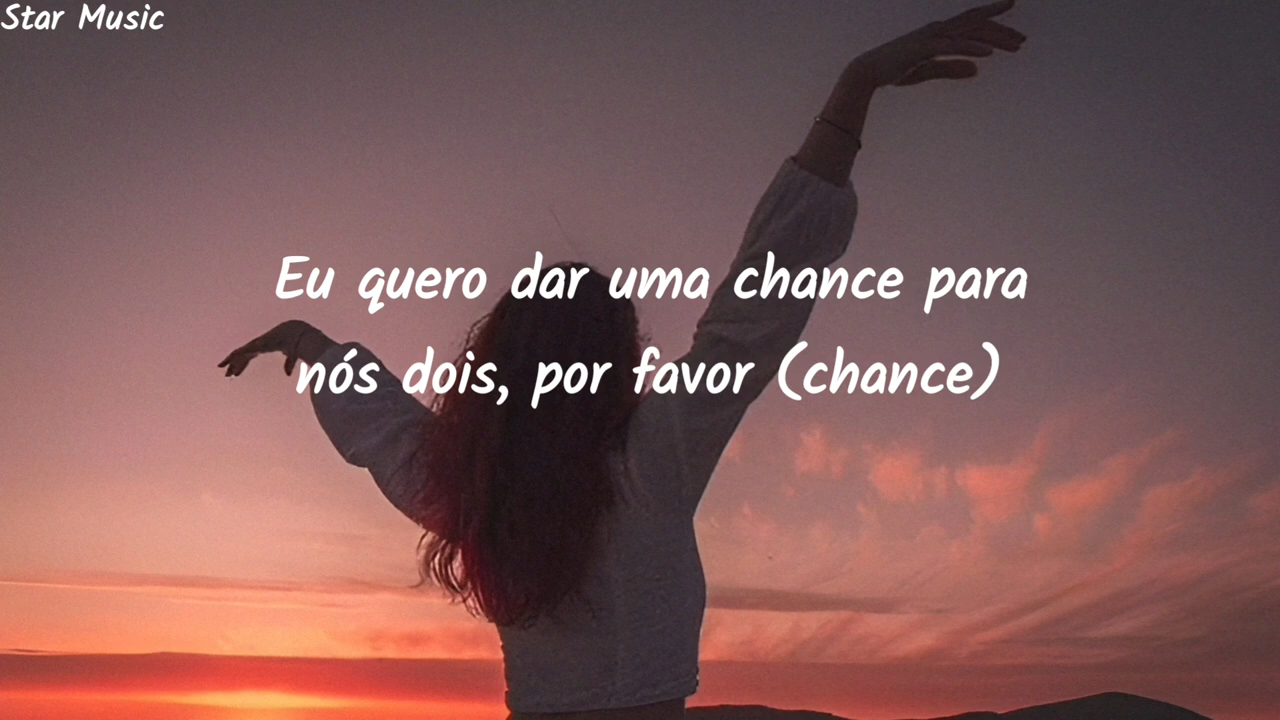 Star Music
Eu quero dar uma chance para
nós dois, por favor (chance)